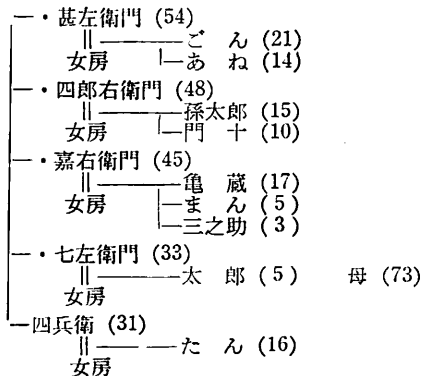 ・甚左衛門 (54)
ごん (21)
女房 あね (14)
・四郎右衛門 (48)
孫太郎 (15)
女房 門十 (10)
・嘉右衛門 (45)
亀蔵 (17)
女房 まん (5)
三之助 (3)
・七左衛門 (33)
太郎 (5) 母 (73)
女房
四兵衛 (31)
たん (16)
女房